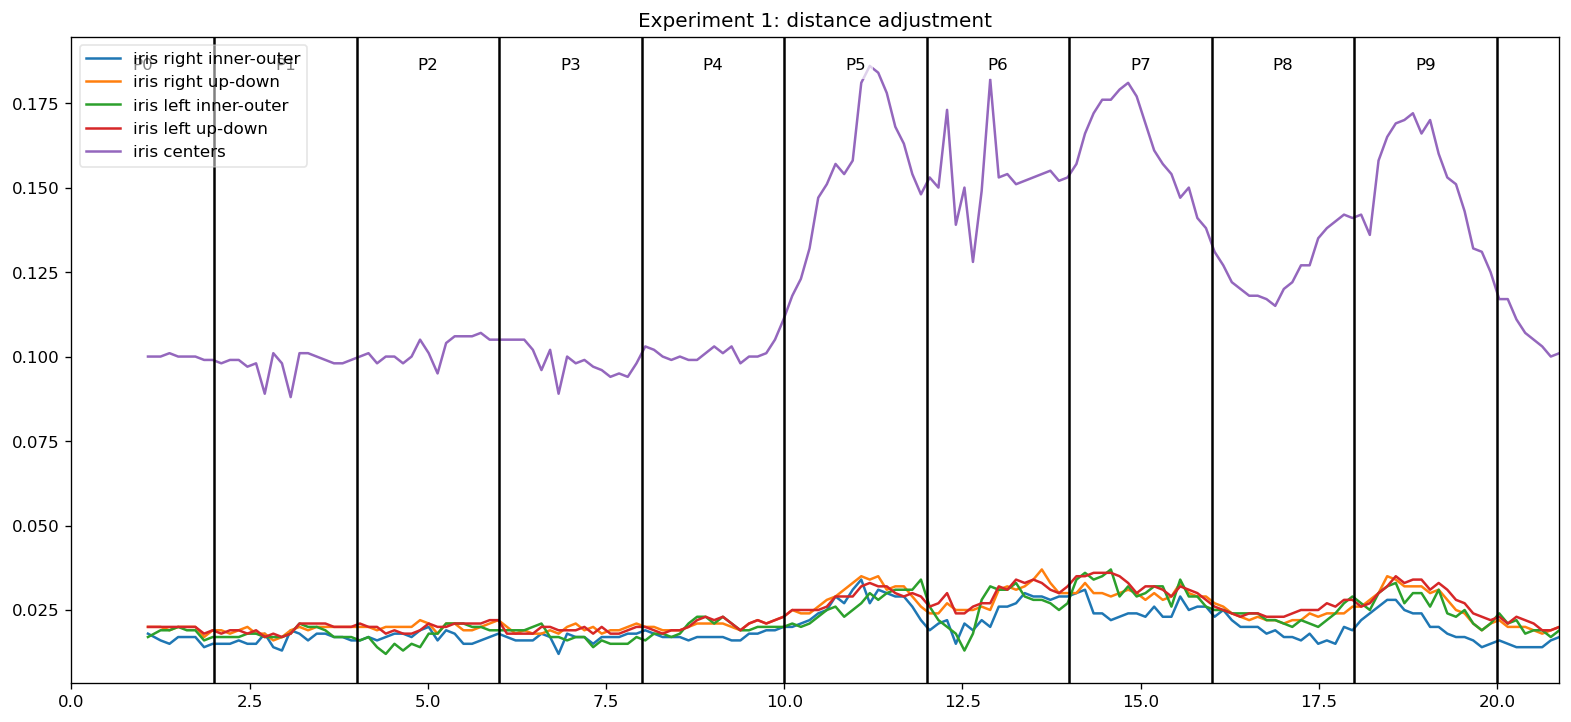 Experiment 1: distance adjustment
P0 P1 P2 P3 P4 P5 P6 P7 P8 P9
iris right inner-outer
iris right up-down
iris left inner-outer
iris left up-down
iris centers
0.175
0.150
0.125
0.100
0.075
0.050
0.025
0.0 2.5 5.0 7.5 10.0 12.5 15.0 17.5 20.0